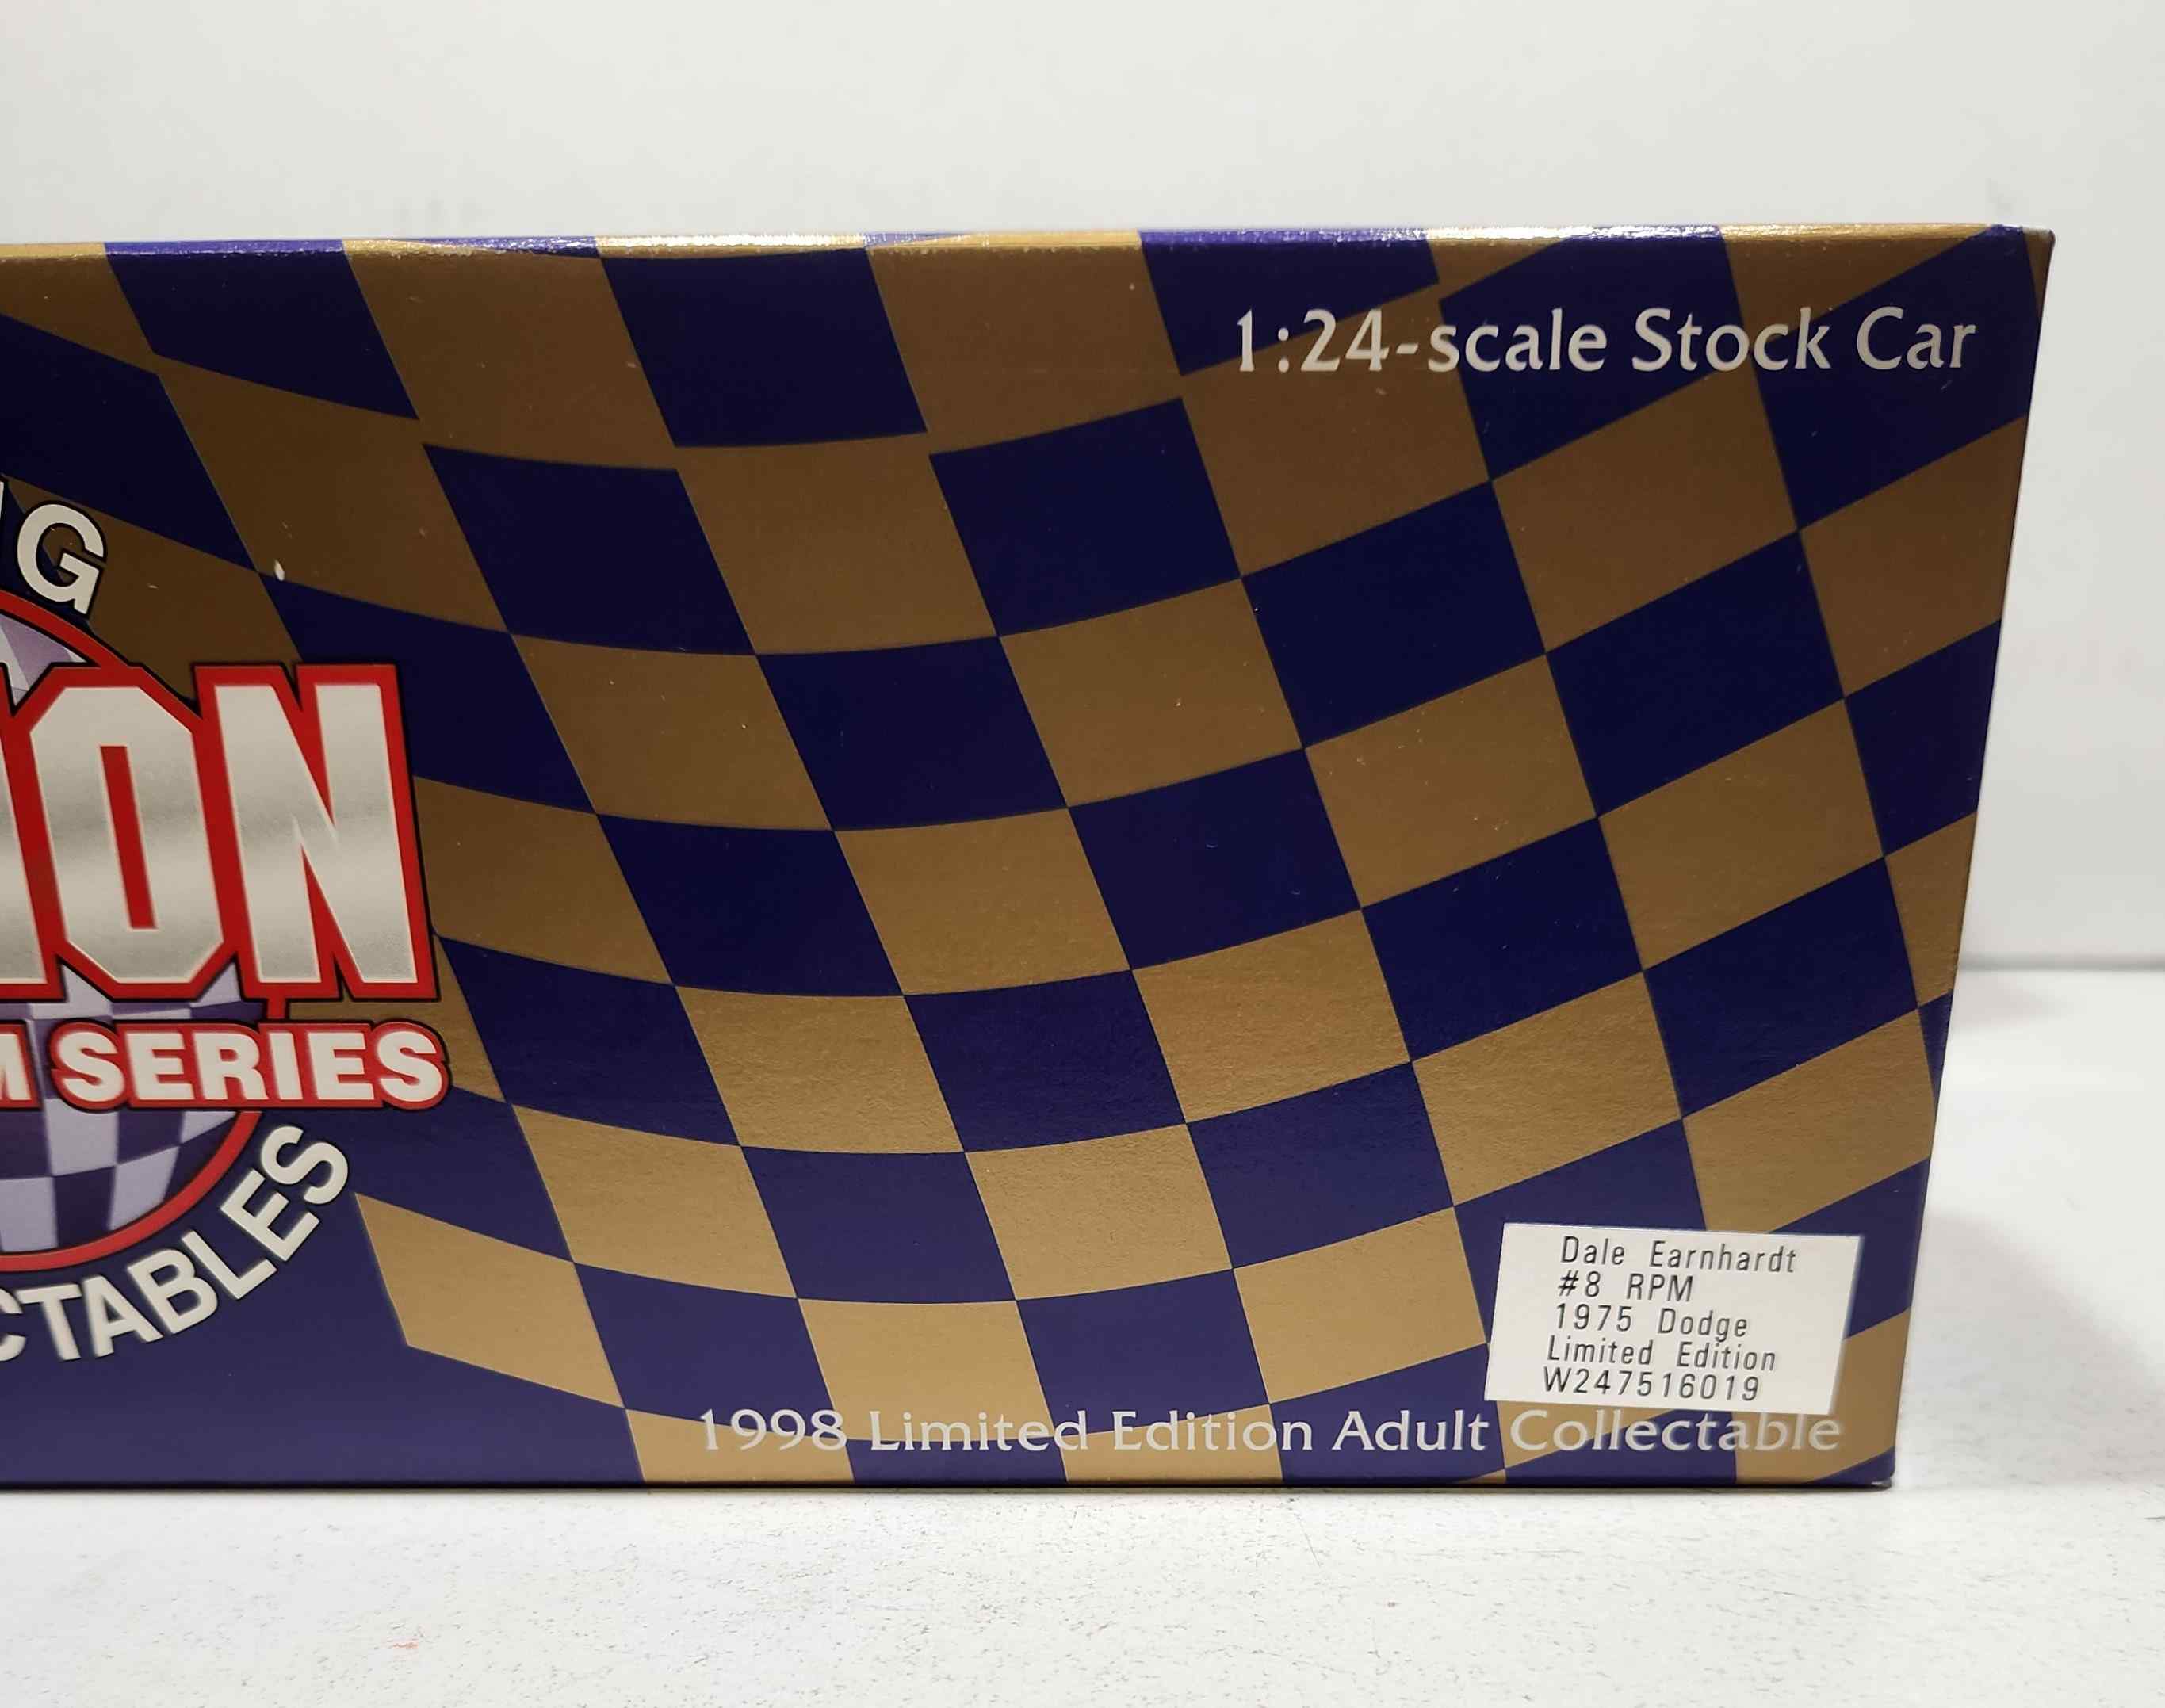 1:24-scale Stock Car
G
ION
M SERIES
CTABLES
Dale Earnhardt
#8 RPM
1975 Dodge
Limited Edition
W247516019
1998 Limited Edition Adult Collectable